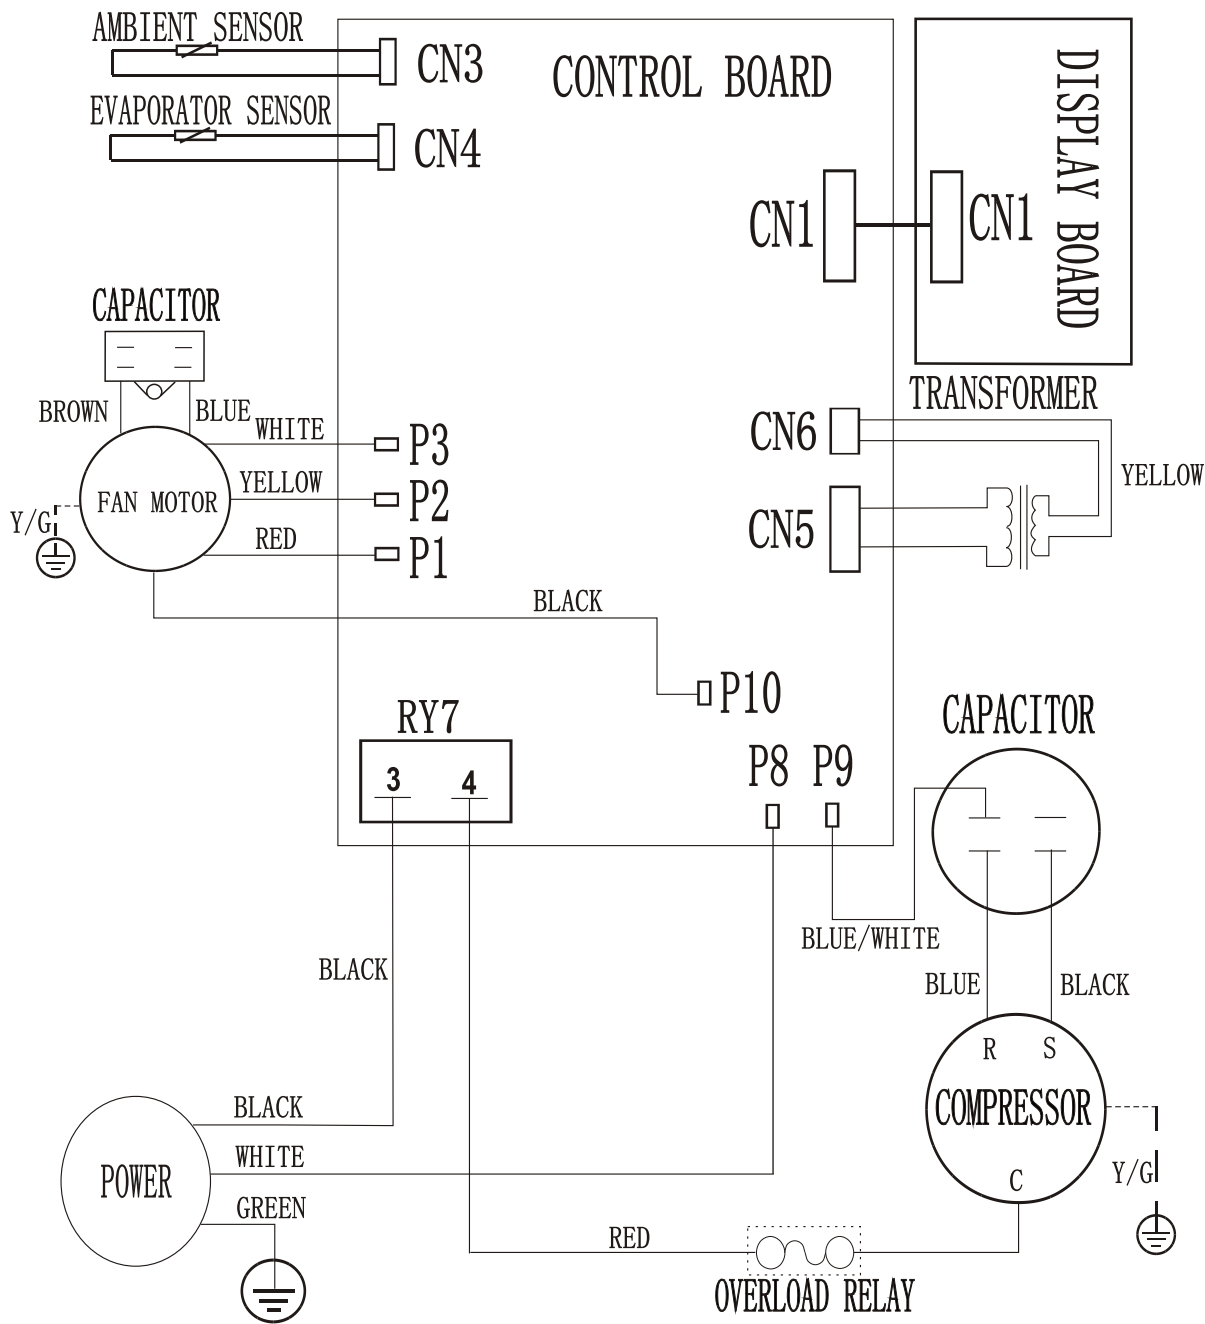 AMBIENT SENSOR
CN3
CONTROL BOARD
DISPLAY BOARD
EVAPORATOR SENSOR
CN4
CN1
CN1
CAPACITOR
BROWN
BLUE
WHITE
P3
YELLOW
P2
FAN MOTOR
Y/G
RED
P1
TRANSFORMER
CN6
YELLOW
CN5
BLACK
P10
RY7
3
4
P8
P9
CAPACITOR
BLUE/WHITE
BLACK
BLUE
BLACK
R
S
COMPRESSOR
C
Y/G
BLACK
WHITE
POWER
GREEN
RED
OVERLOAD RELAY